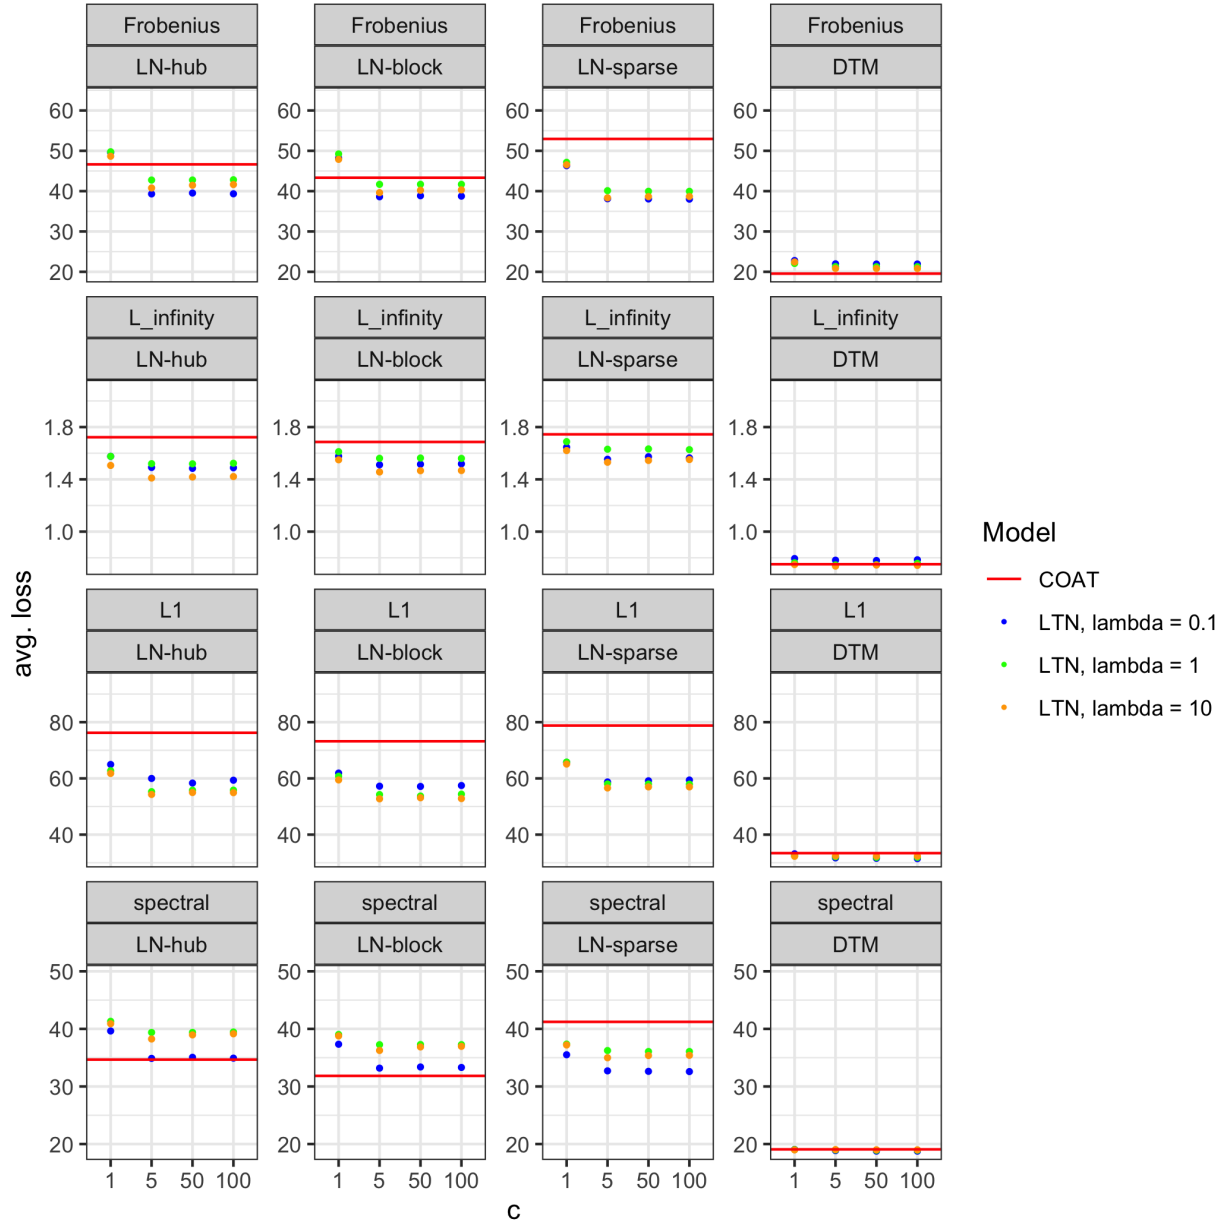 Frobenius Frobenius Frobenius Frobenius
LN-hub LN-block LN-sparse DTM
60 60 60 60
50 50 50 50
40 40 40 40
30 30 30 30
20 20 20 20
L_infinity L_infinity L_infinity L_infinity
LN-hub LN-block LN-sparse DTM
1.8 1.8 1.8 1.8
1.4 1.4 1.4 1.4
1.0 1.0 1.0 1.0
avg. loss
L1 L1 L1 L1
LN-hub LN-block LN-sparse DTM
80 80 80 80
60 60 60 60
40 40 40 40
spectral spectral spectral spectral
LN-hub LN-block LN-sparse DTM
50 50 50 50
40 40 40 40
30 30 30 30
20 20 20 20
1 5 50 100 1 5 50 100 1 5 50 100 1 5 50 100
c
Model
COAT
LTN, lambda = 0.1
LTN, lambda = 1
LTN, lambda = 10